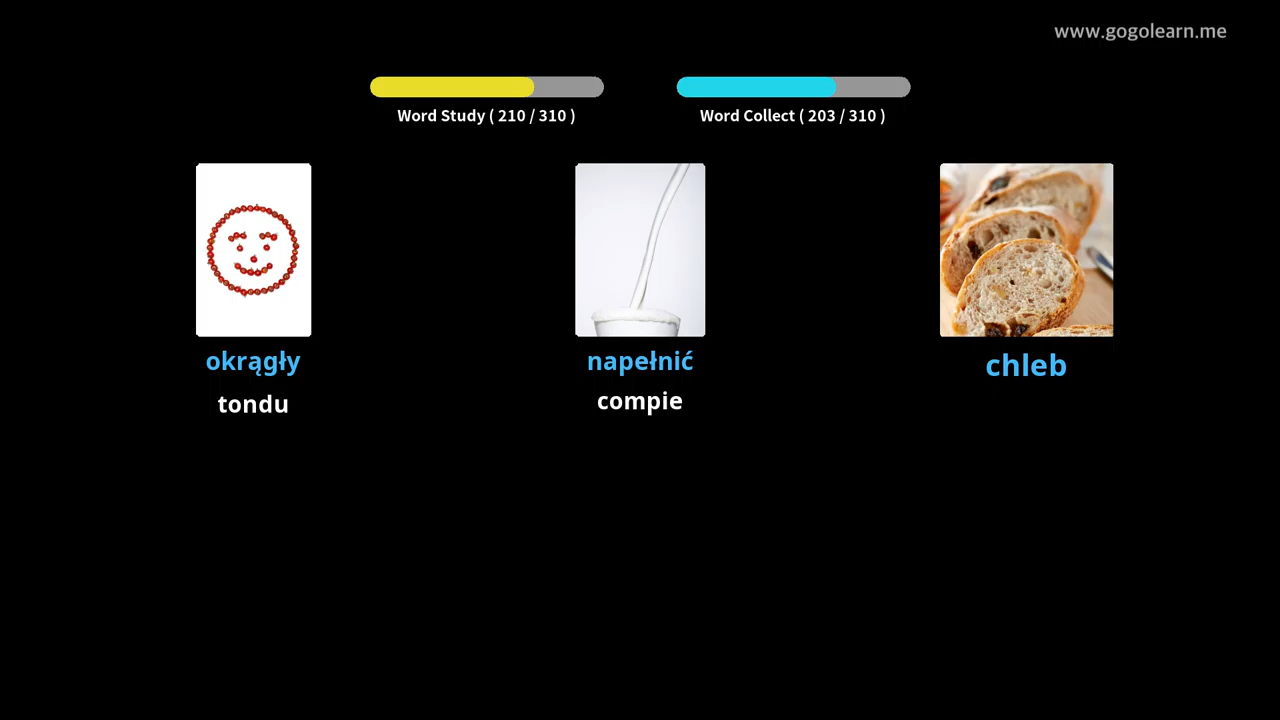 www.gogolearn.me
Word Study ( 210 / 310 )
Word Collect ( 203 / 310 )
okrągły
napełnić
chleb
tondu
compie